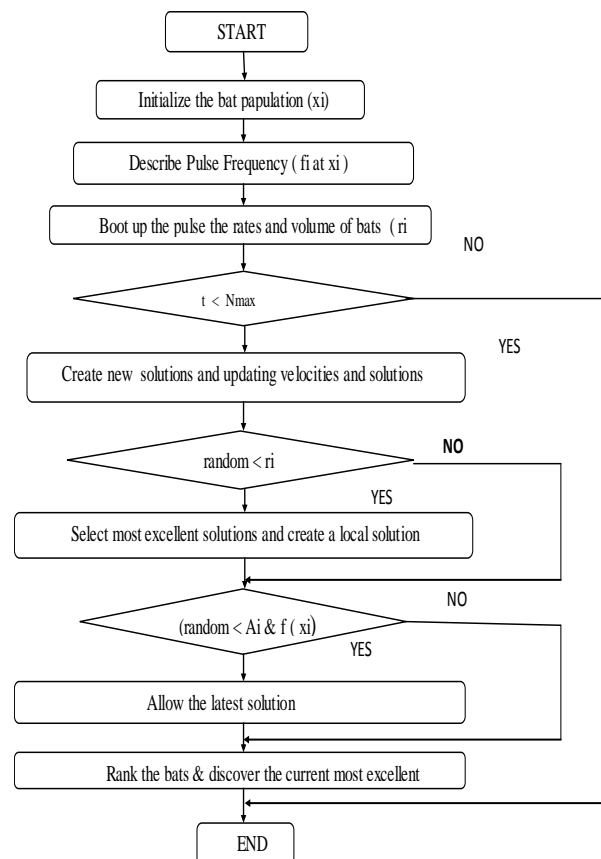 START
Initialize the bat papulation (xi)
Describe Pulse Frequency ( fi at xi )
Boot up the pulse the rates and volume of bats ( ri
NO
t < Nmax
YES
Create new solutions and updating velocities and solutions
random < ri
NO
YES
Select most excellent solutions and create a local solution
NO
(random < Ai & f ( xi)
YES
Allow the latest solution
Rank the bats & discover the current most excellent
END